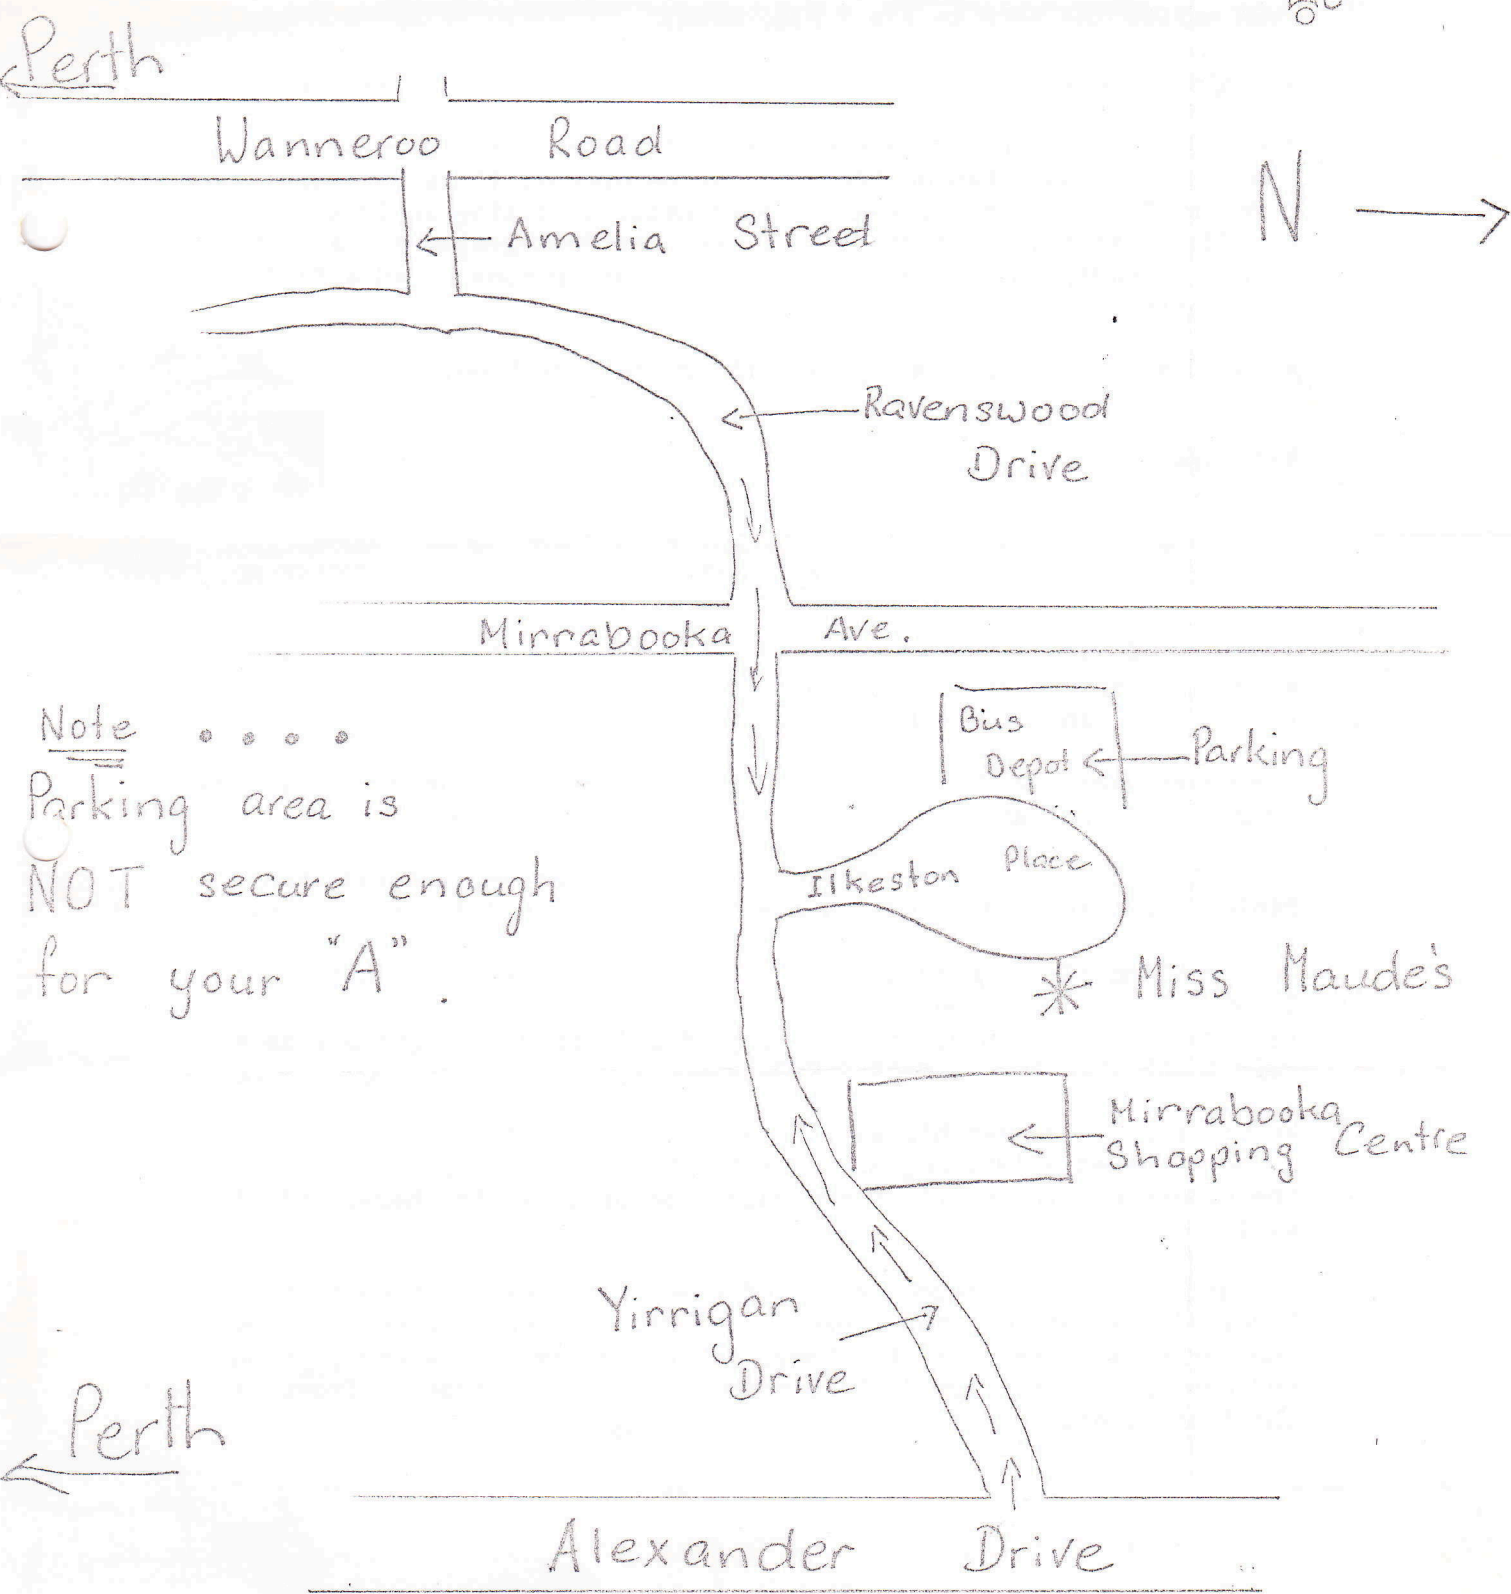 Perth
Wanneroo Road
N
Amelia Street
Ravenswood
Drive
Mirrabooka Ave.
Note • • • •
Parking area is
NOT secure enough
for your "A".
Bus
Depot
Parking
Ilkeston Place
Miss Maude's
Mirrabooka
Shopping Centre
Yirrigan
Drive
Perth
Alexander Drive